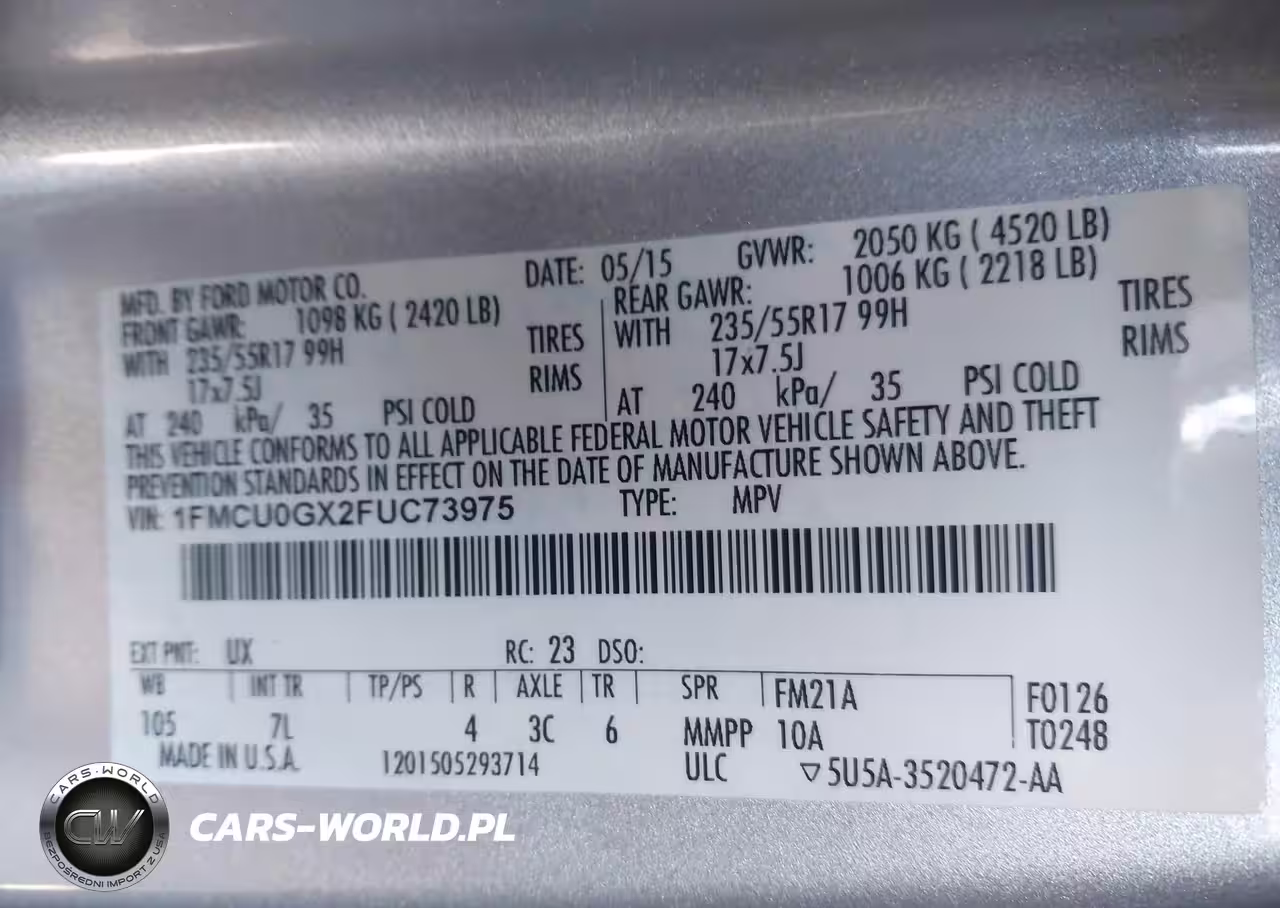 MFD. BY FORD MOTOR CO. DATE: 05/15 GVWR: 2050 KG ( 4520 LB)
FRONT GAWR: 1098 KG ( 2420 LB) REAR GAWR: 1006 KG ( 2218 LB)
WITH 235/55R17 99H TIRES WITH 235/55R17 99H TIRES
17x7.5J RIMS 17x7.5J RIMS
AT 240 kPa/ 35 PSI COLD AT 240 kPa/ 35 PSI COLD
THIS VEHICLE CONFORMS TO ALL APPLICABLE FEDERAL MOTOR VEHICLE SAFETY AND THEFT
PREVENTION STANDARDS IN EFFECT ON THE DATE OF MANUFACTURE SHOWN ABOVE.
VIN: 1FMCU0GX2FUC73975 TYPE: MPV
EXT PNT: UX RC: 23 DSO:
WB INT TR TP/PS R AXLE TR SPR FM21A F0126
105 7L 4 3C 6 MMPP 10A T0248
MADE IN U.S.A. 1201505293714 ULC ▽5U5A-3520472-AA
CARS-WORLD
CW
BEZPOŚREDNI IMPORT Z USA
CARS-WORLD.PL